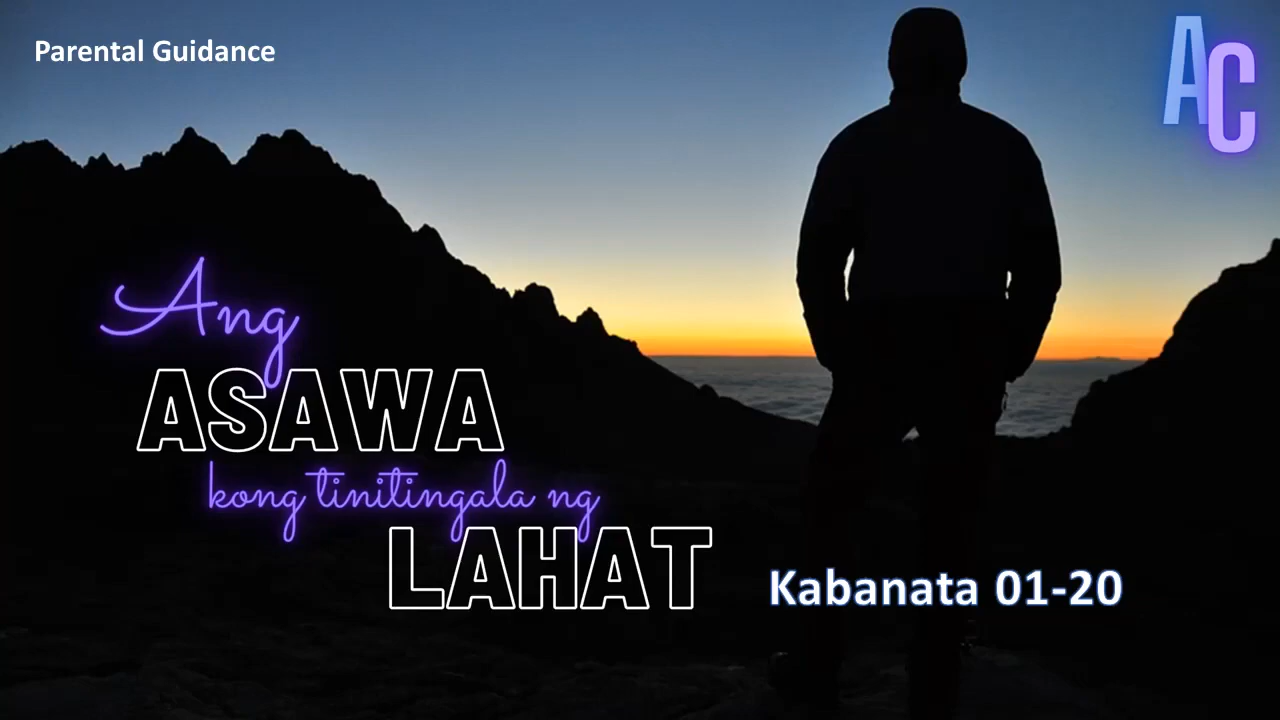 Parental Guidance
AC
Ang
ASAWA
kong tinitingala ng
LAHAT
Kabanata 01-20